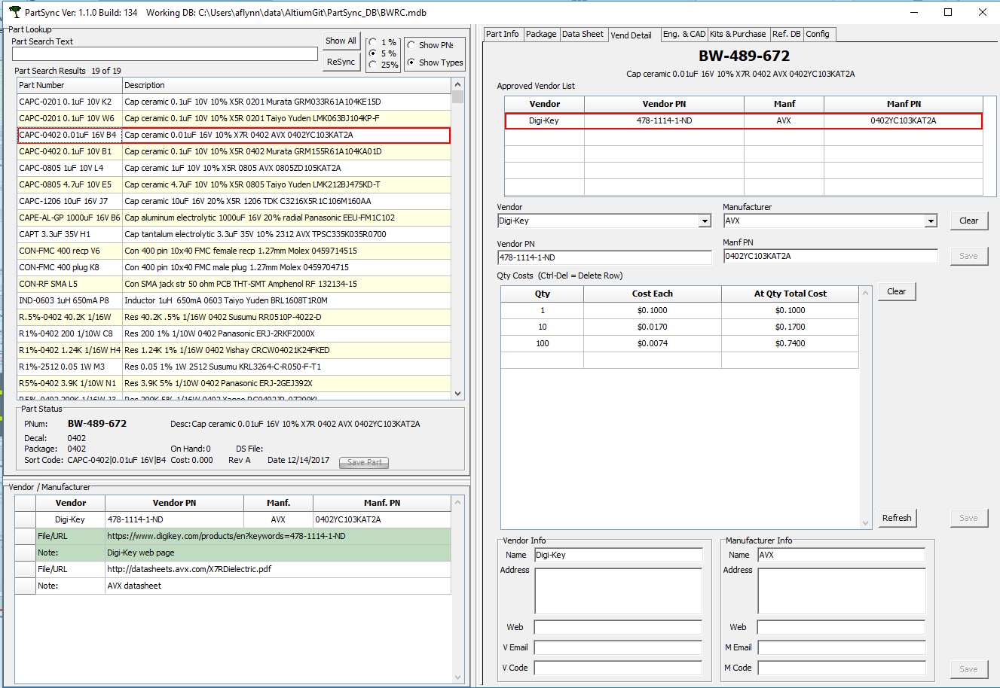 PartSync Ver: 1.1.0 Build: 134   Working DB: C:\Users\aflynn\data\AltiumGit\PartSync_DB\BWRC.mdb
Part Lookup
Part Search Text
Show All
ReSync
1 %
5 %
25%
Show PNs
Show Types
Part Search Results   19 of 19
Part Number   Description
CAPC-0201 0.1uF 10V K2   Cap ceramic 0.1uF 10V 10% X5R 0201 Murata GRM033R61A104KE15D
CAPC-0201 0.1uF 10V W6   Cap ceramic 0.1uF 10V 10% X5R 0201 Taiyo Yuden LMK063BJ104KP-F
CAPC-0402 0.01uF 16V B4   Cap ceramic 0.01uF 16V 10% X7R 0402 AVX 0402YC103KAT2A
CAPC-0402 0.1uF 10V B1   Cap ceramic 0.1uF 10V 10% X5R 0402 Murata GRM155R61A104KA01D
CAPC-0805 1uF 10V L4   Cap ceramic 1uF 10V 10% X5R 0805 AVX 0805ZD105KAT2A
CAPC-0805 4.7uF 10V E5   Cap ceramic 4.7uF 10V 10% X5R 0805 Taiyo Yuden LMK212BJ475KD-T
CAPC-1206 10uF 16V J7   Cap ceramic 10uF 16V 20% X5R 1206 TDK C3216X5R1C106M160AA
CAPE-AL-GP 1000uF 16V B6   Cap aluminum electrolytic 1000uF 16V 20% radial Panasonic EEU-FM1C102
CAPT 3.3uF 35V H1   Cap tantalum electrolytic 3.3uF 35V 10% 2312 AVX TPSC335K035R0700
CON-FMC 400 recp V6   Con 400 pin 10x40 FMC female recp 1.27mm Molex 0459714515
CON-FMC 400 plug K8   Con 400 pin 10x40 FMC male plug 1.27mm Molex 0459704715
CON-RF SMA L5   Con SMA jack str 50 ohm PCB THT-SMT Amphenol RF 132134-15
IND-0603 1uH 650mA P8   Inductor 1uH  650mA 0603 Taiyo Yuden BRL1608T1R0M
R.5%-0402 40.2K 1/16W   Res 40.2K .5% 1/16W 0402 Susumu RR0510P-4022-D
R1%-0402 200 1/10W C8   Res 200 1% 1/10W 0402 Panasonic ERJ-2RKF2000X
R1%-0402 1.24K 1/16W H4   Res 1.24K 1% 1/16W 0402 Vishay CRCW04021K24FKED
R1%-2512 0.05 1W M3   Res 0.05 1% 1W 2512 Susumu KRL3264-C-R050-F-T1
R5%-0402 3.9K 1/10W N1   Res 3.9K 5% 1/10W 0402 Panasonic ERJ-2GEJ392X
R5%-0402 200K 1/16W J3   Res 200K 5% 1/16W 0402 Yageo RC0402JR-07200KL
Part Status
PNum:   BW-489-672   Desc: Cap ceramic 0.01uF 16V 10% X7R 0402 AVX 0402YC103KAT2A
Decal:   0402
Package:   0402   On Hand: 0   DS File:
Sort Code:   CAPC-0402|0.01uF 16V|B4   Cost: 0.000   Rev A   Date 12/14/2017   Save Part
Vendor / Manufacturer
Vendor   Vendor PN   Manf.   Manf. PN
Digi-Key   478-1114-1-ND   AVX   0402YC103KAT2A
File/URL   https://www.digikey.com/products/en?keywords=478-1114-1-ND
Note:   Digi-Key web page
File/URL   http://datasheets.avx.com/X7RDielectric.pdf
Note:   AVX datasheet
Part Info   Package   Data Sheet   Vend Detail   Eng. & CAD   Kits & Purchase   Ref. DB   Config
BW-489-672
Cap ceramic 0.01uF 16V 10% X7R 0402 AVX 0402YC103KAT2A
Approved Vendor List
Vendor   Vendor PN   Manf   Manf PN
Digi-Key   478-1114-1-ND   AVX   0402YC103KAT2A
Vendor   Manufacturer
Digi-Key   AVX   Clear
Vendor PN   Manf PN
478-1114-1-ND   0402YC103KAT2A   Save
Qty Costs  (Ctrl-Del = Delete Row)
Qty   Cost Each   At Qty Total Cost   Clear
1   $0.1000   $0.1000
10   $0.0170   $0.1700
100   $0.0074   $0.7400
Refresh   Save
Vendor Info   Manufacturer Info
Name   Digi-Key   Name   AVX
Address   Address
Web   Web
V Email   M Email
V Code   M Code   Save